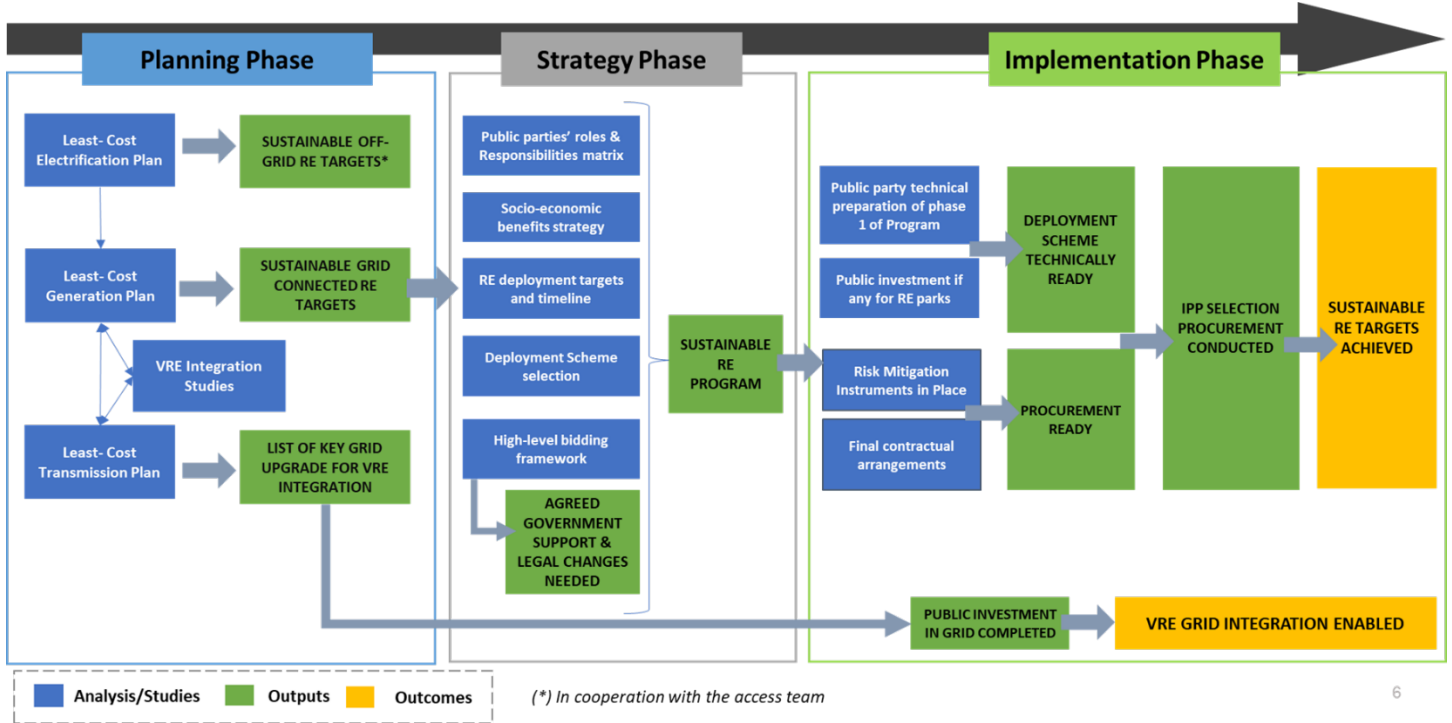 Planning Phase
Least- Cost
Electrification Plan
SUSTAINABLE OFF-
GRID RE TARGETS*
Least-Cost
Generation Plan
SUSTAINABLE GRID
CONNECTED RE
TARGETS
VRE Integration
Studies
Least- Cost
Transmission Plan
LIST OF KEY GRID
UPGRADE FOR VRE
INTEGRATION
Strategy Phase
Public parties' roles &
Responsibilities matrix
Socio-economic
benefits strategy
RE deployment targets
and timeline
Deployment Scheme
selection
High-level bidding
framework
AGREED
GOVERNMENT
SUPPORT &
LEGAL CHANGES
NEEDED
SUSTAINABLE
RE
PROGRAM
Implementation Phase
Public party technical
preparation of phase
1 of Program
Public investment if
any for RE parks
DEPLOYMENT
SCHEME
TECHNICALLY
READY
Risk Mitigation
Instruments in Place
Final contractual
arrangements
PROCUREMENT
READY
IPP SELECTION
PROCUREMENT
CONDUCTED
SUSTAINABLE
RE TARGETS
ACHIEVED
PUBLIC INVESTMENT
IN GRID COMPLETED
VRE GRID INTEGRATION ENABLED
Analysis/Studies
Outputs
Outcomes
(*) In cooperation with the access team
6